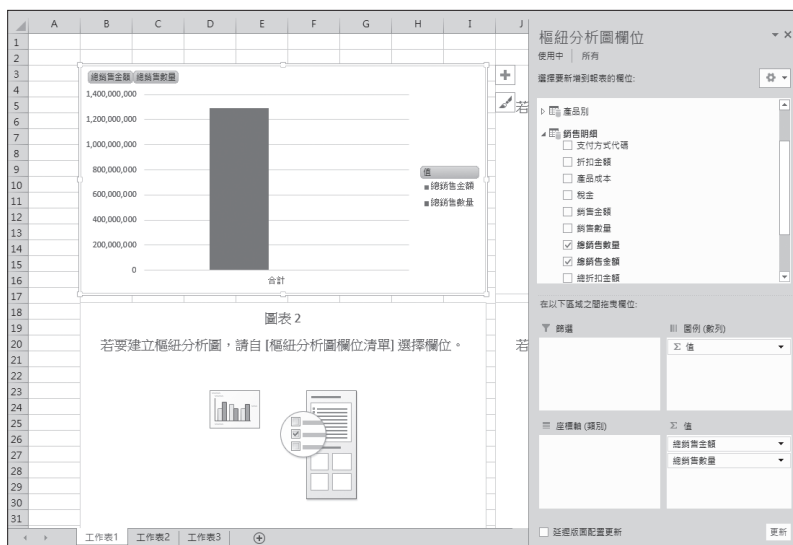 A B C D E F G H I J
1
2
3
4
5
6
7
8
9
10
11
12
13
14
15
16
17
18
19
20
21
22
23
24
25
26
27
28
29
30
31
總銷售金額 總銷售數量
1,400,000,000
1,200,000,000
1,000,000,000
800,000,000
600,000,000
400,000,000
200,000,000
0
合計
值
總銷售金額
總銷售數量
若
圖表 2
若要建立樞紐分析圖，請自 [樞紐分析圖欄位清單] 選擇欄位。
若
工作表1 工作表2 工作表3
樞紐分析圖欄位
使用中 所有
選擇要新增到報表的欄位:
產品別
銷售明細
支付方式代碼
折扣金額
產品成本
稅金
銷售金額
銷售數量
總銷售數量
總銷售金額
總折扣金額
在以下區域之間拖曳欄位:
篩選
圖例 (數列)
Σ 值
座標軸 (類別)
Σ 值
總銷售金額
總銷售數量
延遲版面配置更新
更新